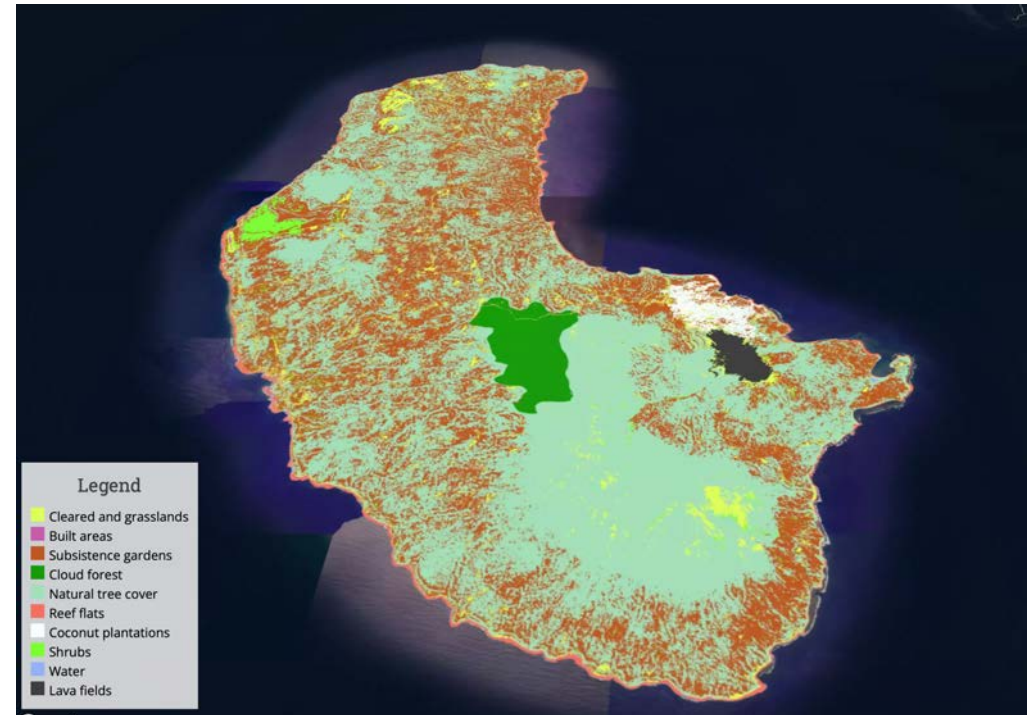 Legend
Cleared and grasslands
Built areas
Subsistence gardens
Cloud forest
Natural tree cover
Reef flats
Coconut plantations
Shrubs
Water
Lava fields